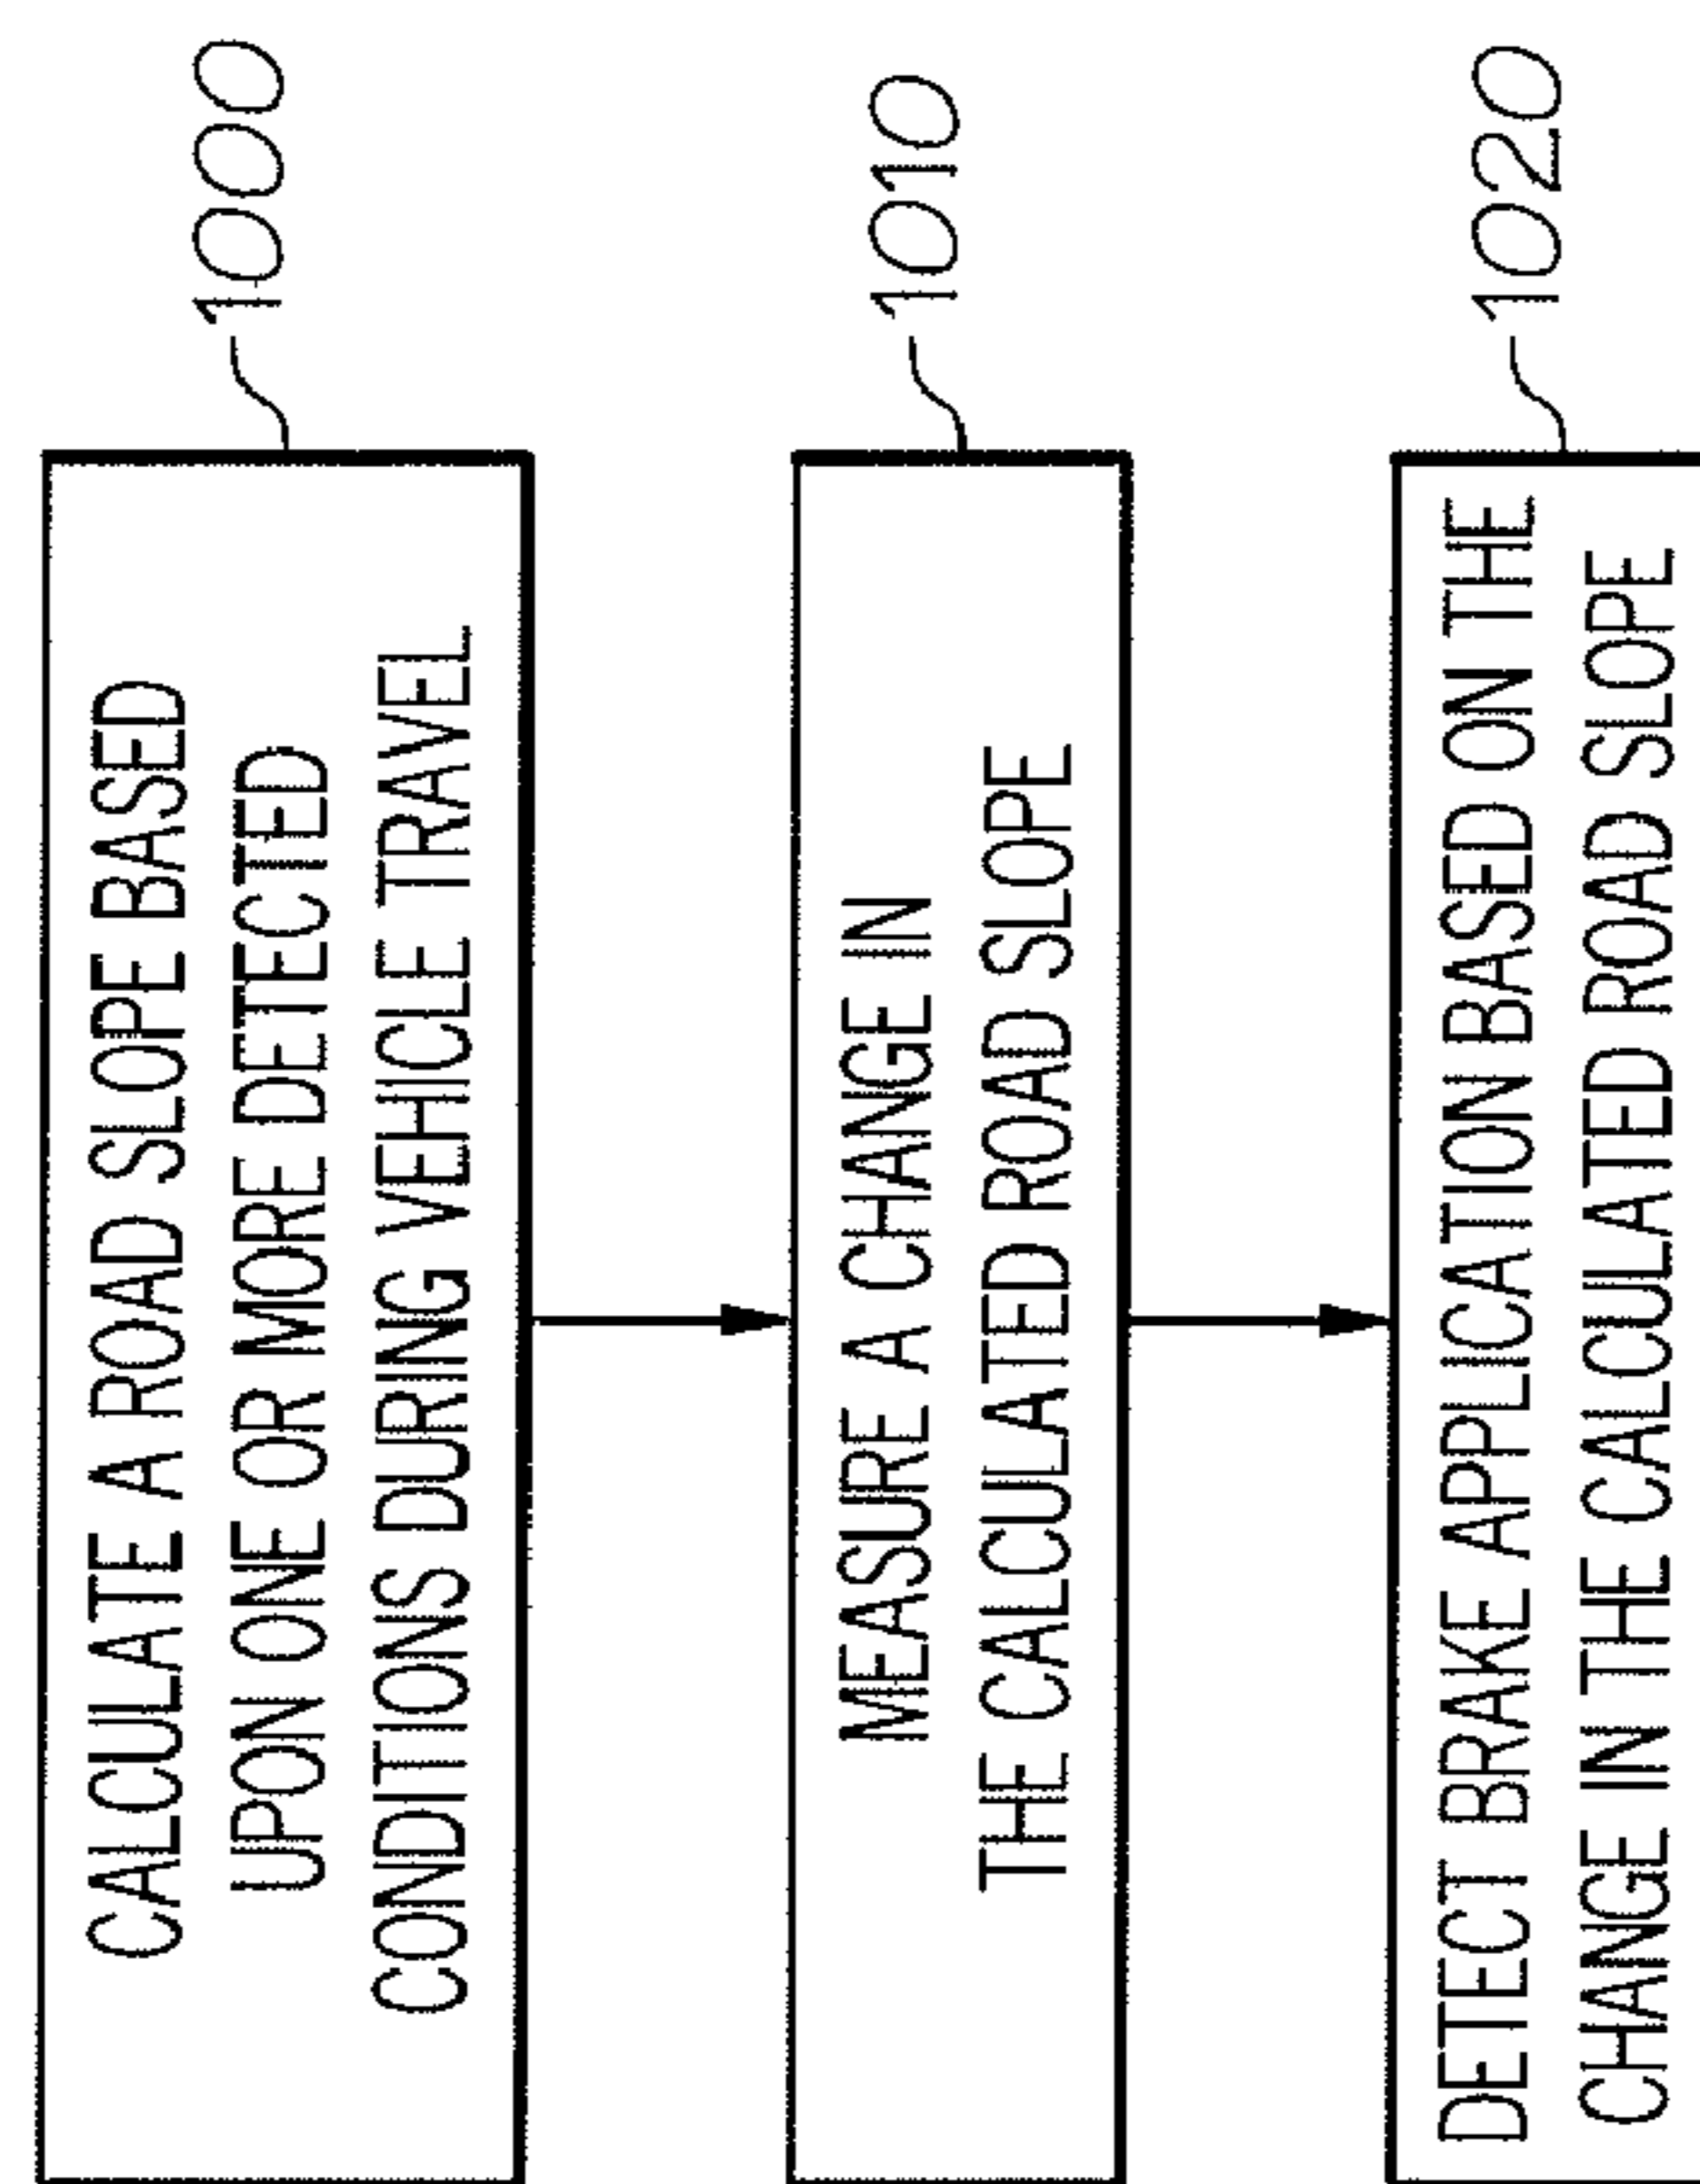 CALCULATE A ROAD SLOPE BASED
UPON ONE OR MORE DETECTED
CONDITIONS DURING VEHICLE TRAVEL
1000
MEASURE A CHANGE IN
THE CALCULATED ROAD SLOPE
1010
DETECT BRAKE APPLICATION BASED ON THE
CHANGE IN THE CALCULATED ROAD SLOPE
1020